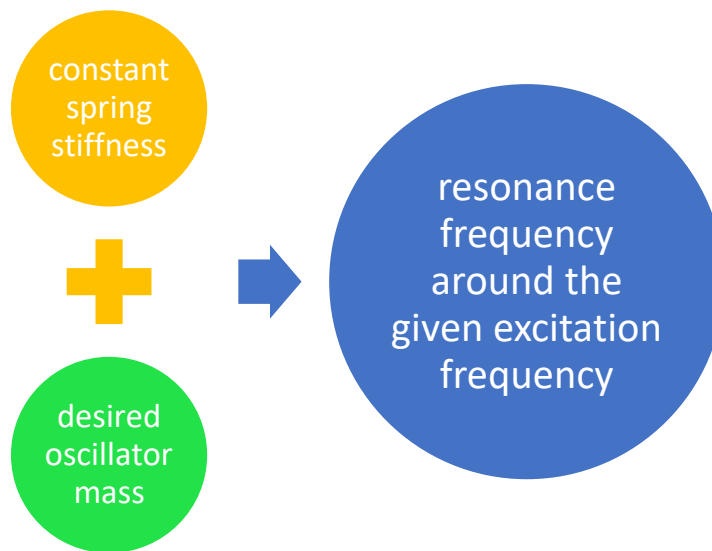 constant
spring
stiffness
desired
oscillator
mass
resonance
frequency
around the
given excitation
frequency